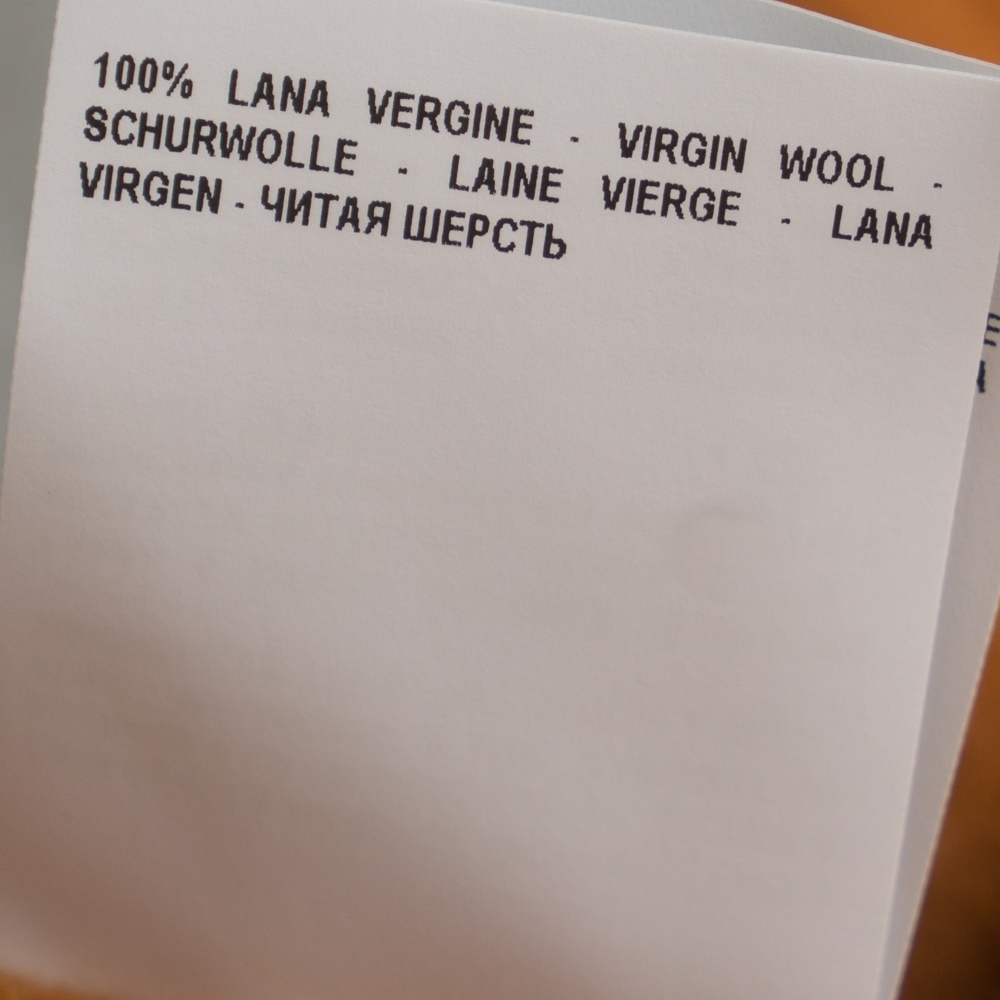 100% LANA VERGINE - VIRGIN WOOL -
SCHURWOLLE - LAINE VIERGE - LANA
VIRGEN - ЧИТАЯ ШЕРСТЬ